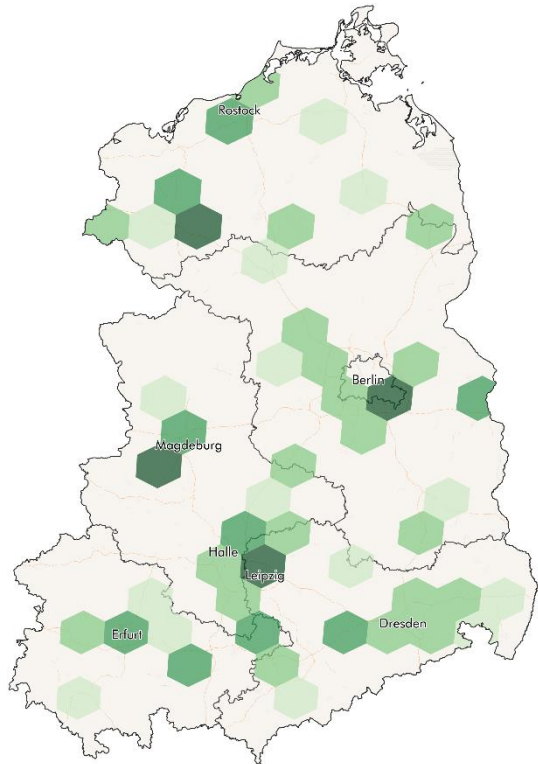 Rostock
Berlin
Magdeburg
Halle
Leipzig
Erfurt
Dresden